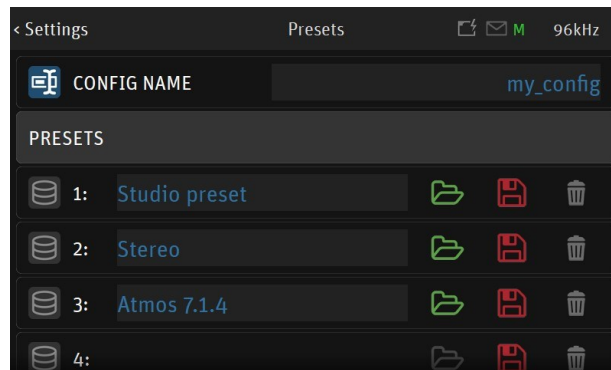 < Settings Presets M 96kHz
CONFIG NAME my_config
PRESETS
1: Studio preset
2: Stereo
3: Atmos 7.1.4
4: